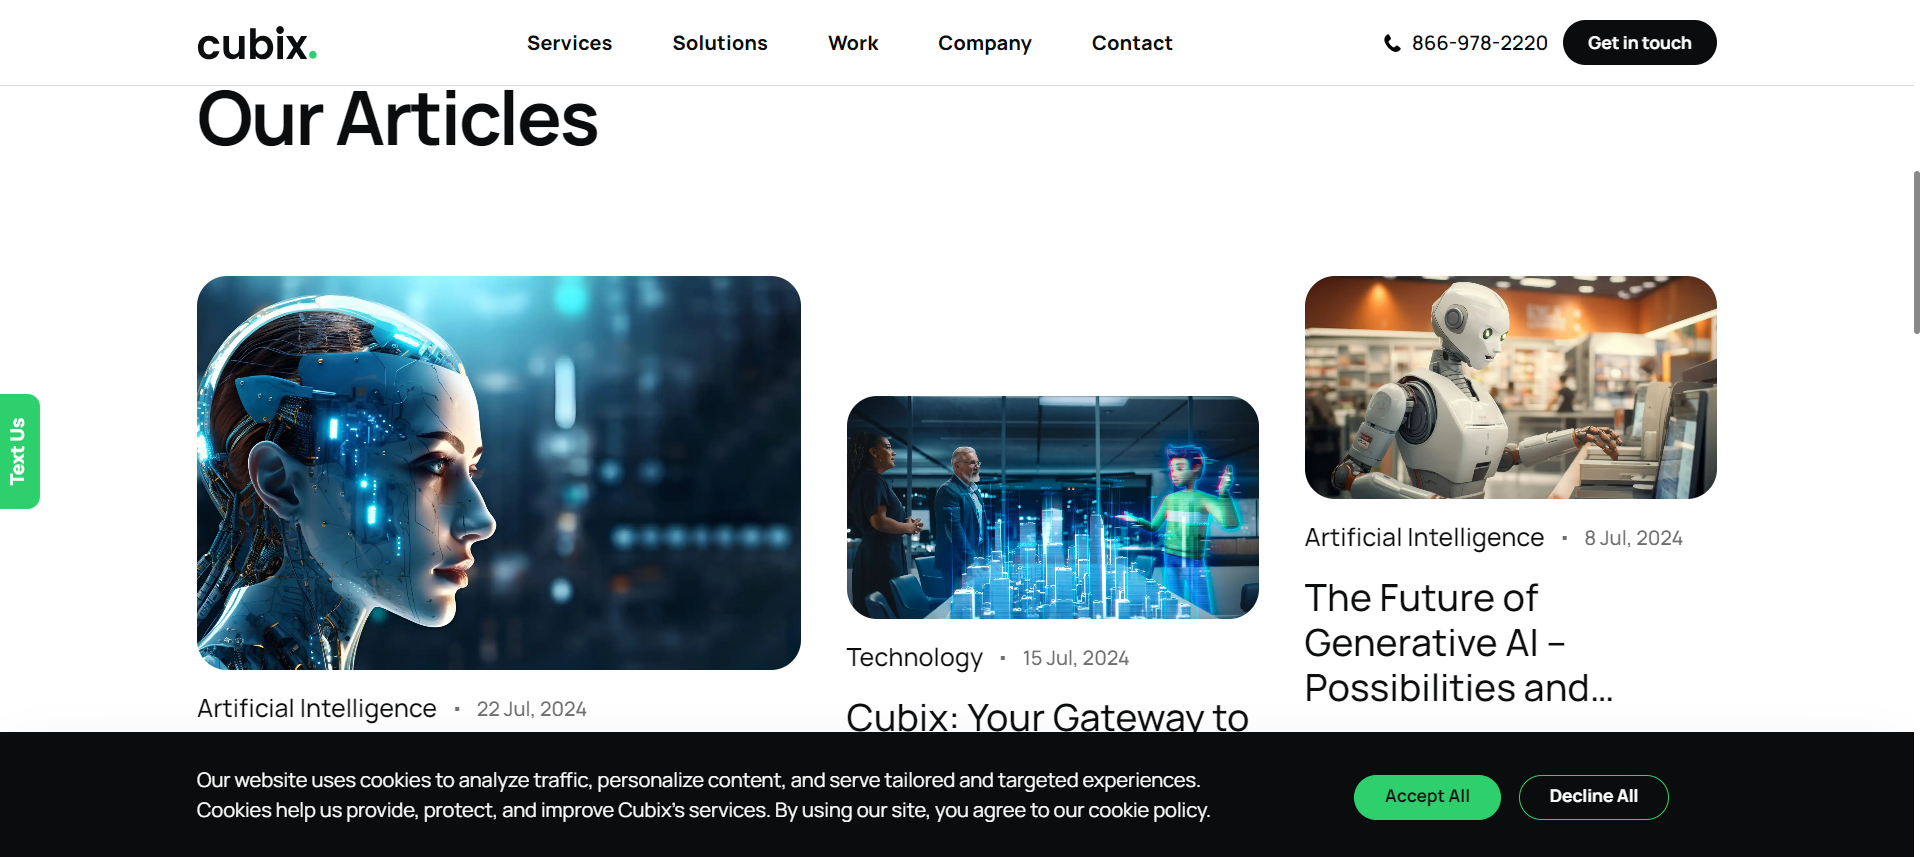 cubix.
Services
Solutions
Work
Company
Contact
866-978-2220
Get in touch
Our Articles
Text Us
Artificial Intelligence
22 Jul, 2024
Technology
15 Jul, 2024
Cubix: Your Gateway to
Artificial Intelligence
8 Jul, 2024
The Future of
Generative AI –
Possibilities and...
Our website uses cookies to analyze traffic, personalize content, and serve tailored and targeted experiences.
Cookies help us provide, protect, and improve Cubix's services. By using our site, you agree to our cookie policy.
Accept All
Decline All